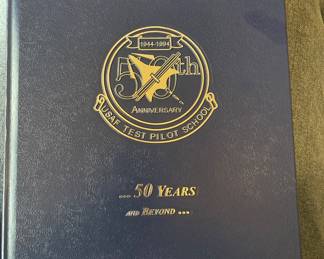 1944-1994
50th
ANNIVERSARY
USAF TEST PILOT SCHOOL
... 50 YEARS
AND BEYOND ...